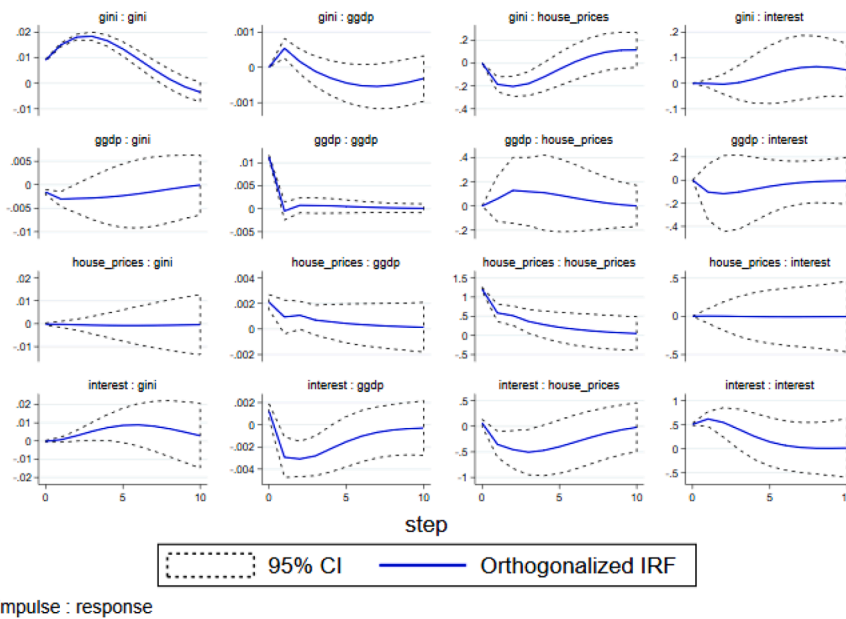 gini : gini gini : ggdp gini : house_prices gini : interest
.02 .001 .2 .2
.01 0 0 .1
0 -.2 0
-.01 -.001 -.4 -.1
ggdp : gini ggdp : ggdp ggdp : house_prices ggdp : interest
.005 .01 .4 .2
0 .005 .2 0
-.005 0 0 -.2
-.01 -.005 -.2 -.4
house_prices : gini house_prices : ggdp house_prices : house_prices house_prices : interest
.02 .004 1.5 .5
.01 .002 1
0 0 .5 0
-.01 0
-.002 -.5 -.5
interest : gini interest : ggdp interest : house_prices interest : interest
.02 .002 .5 1
.01 0 0 .5
0 -.002 -.5 0
-.01 -.004 -.5
-.02 -1
0 5 10 0 5 10 0 5 10 0 5 10
step
95% CI Orthogonalized IRF
mpulse : response